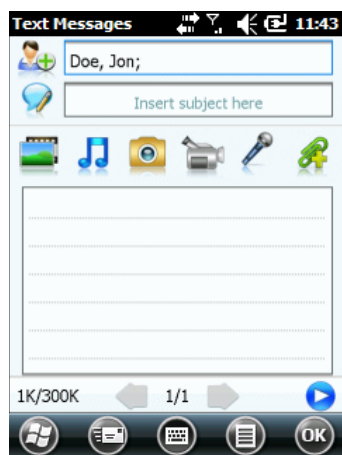 Text Messages 11:43
Doe, Jon;
Insert subject here
1K/300K 1/1
OK